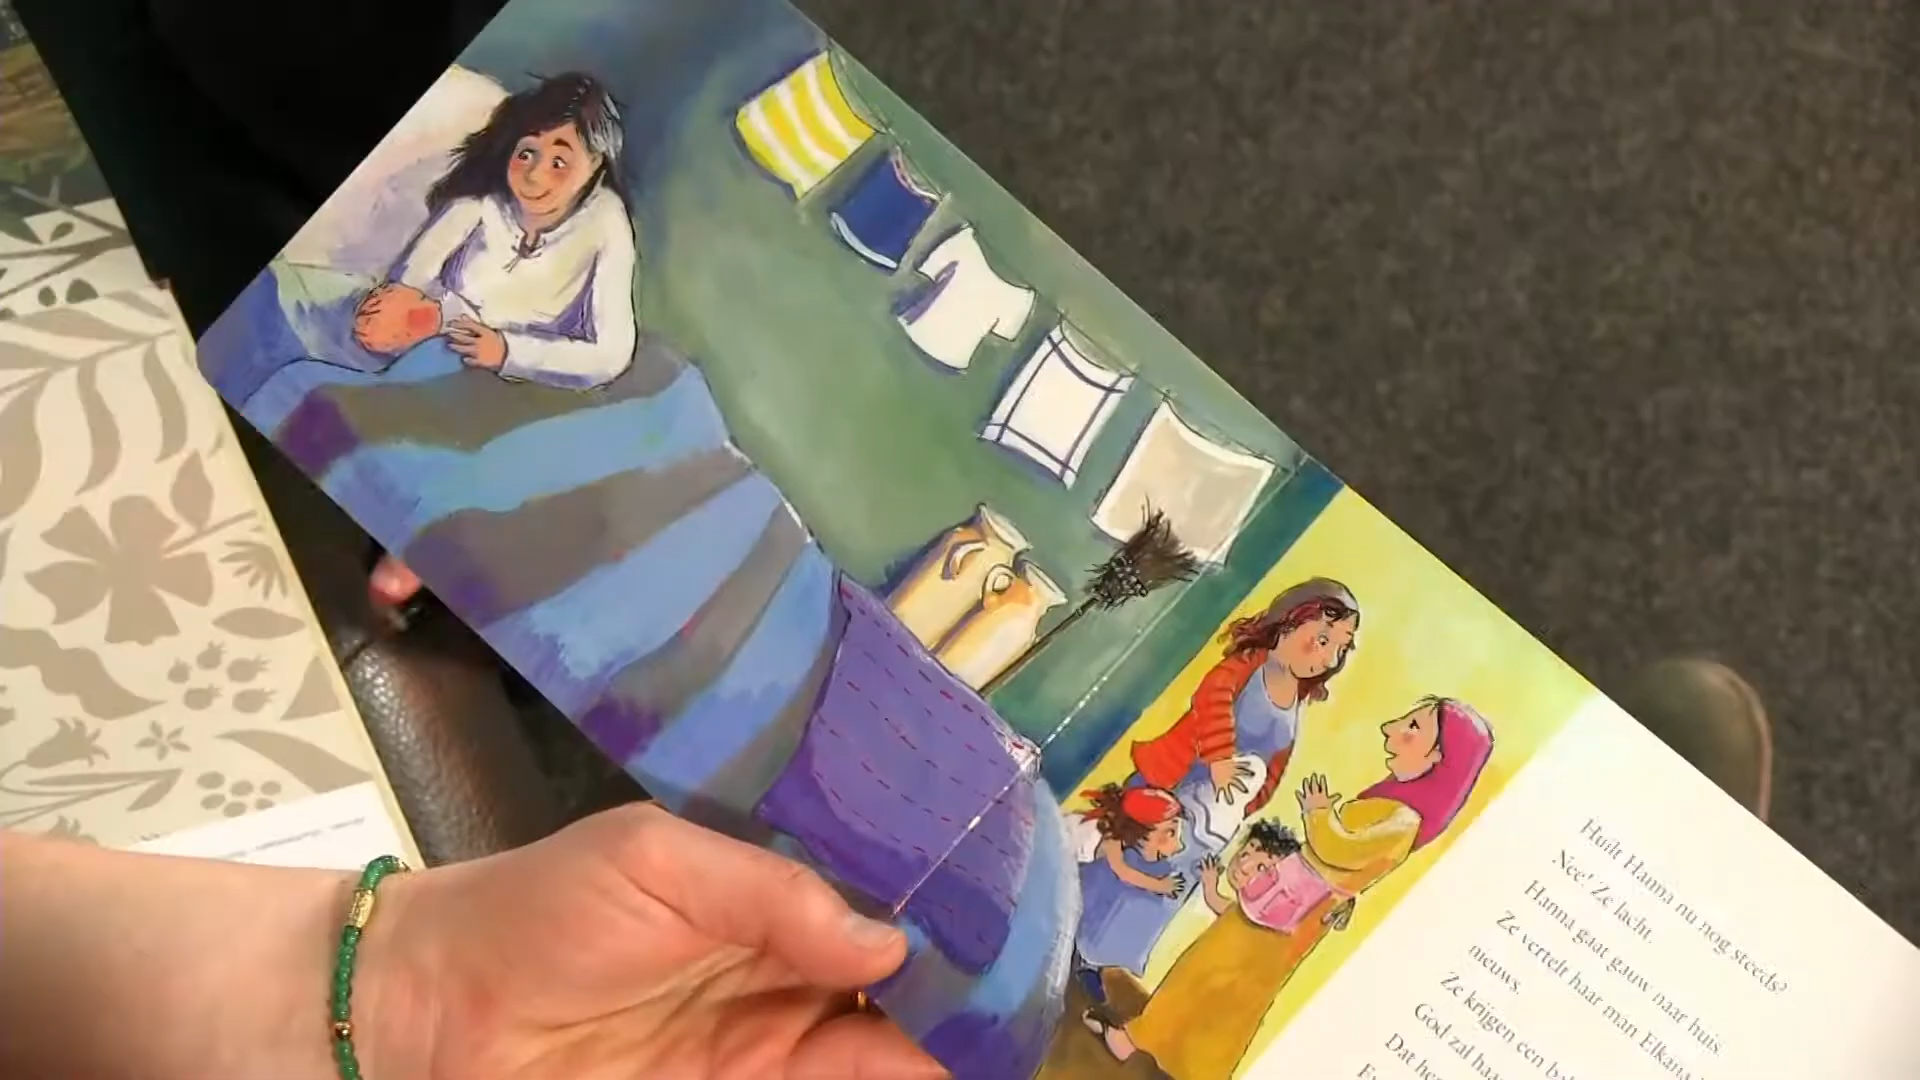 Huilt Hanna nu nog steeds?
Nee! Ze lacht.
Hanna gaat gauw naar huis.
Ze vertelt haar man Elkana
nieuws.
Ze krijgen een
God zal
Dat